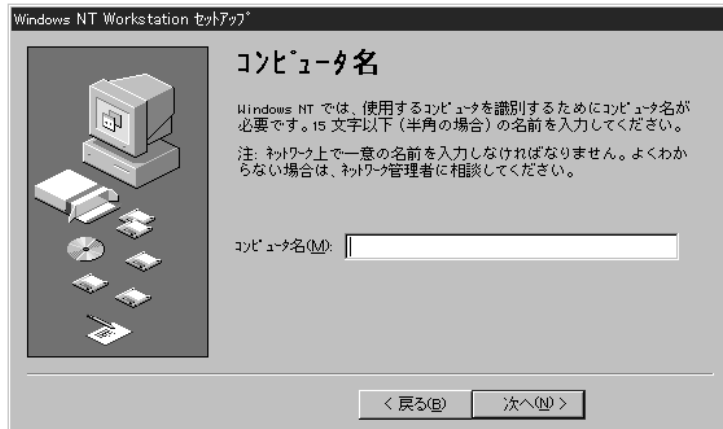 Windows NT Workstation ｾｯﾄｱｯﾌﾟ
ｺﾝﾋﾟｭｰﾀ名
Windows NT では、使用するｺﾝﾋﾟｭｰﾀを識別するためにｺﾝﾋﾟｭｰﾀ名が
必要です。15 文字以下（半角の場合）の名前を入力してください。
注: ﾈｯﾄﾜｰｸ上で一意の名前を入力しなければなりません。よくわか
らない場合は、ﾈｯﾄﾜｰｸ管理者に相談してください。
ｺﾝﾋﾟｭｰﾀ名(M):
< 戻る(B)
次へ(N) >